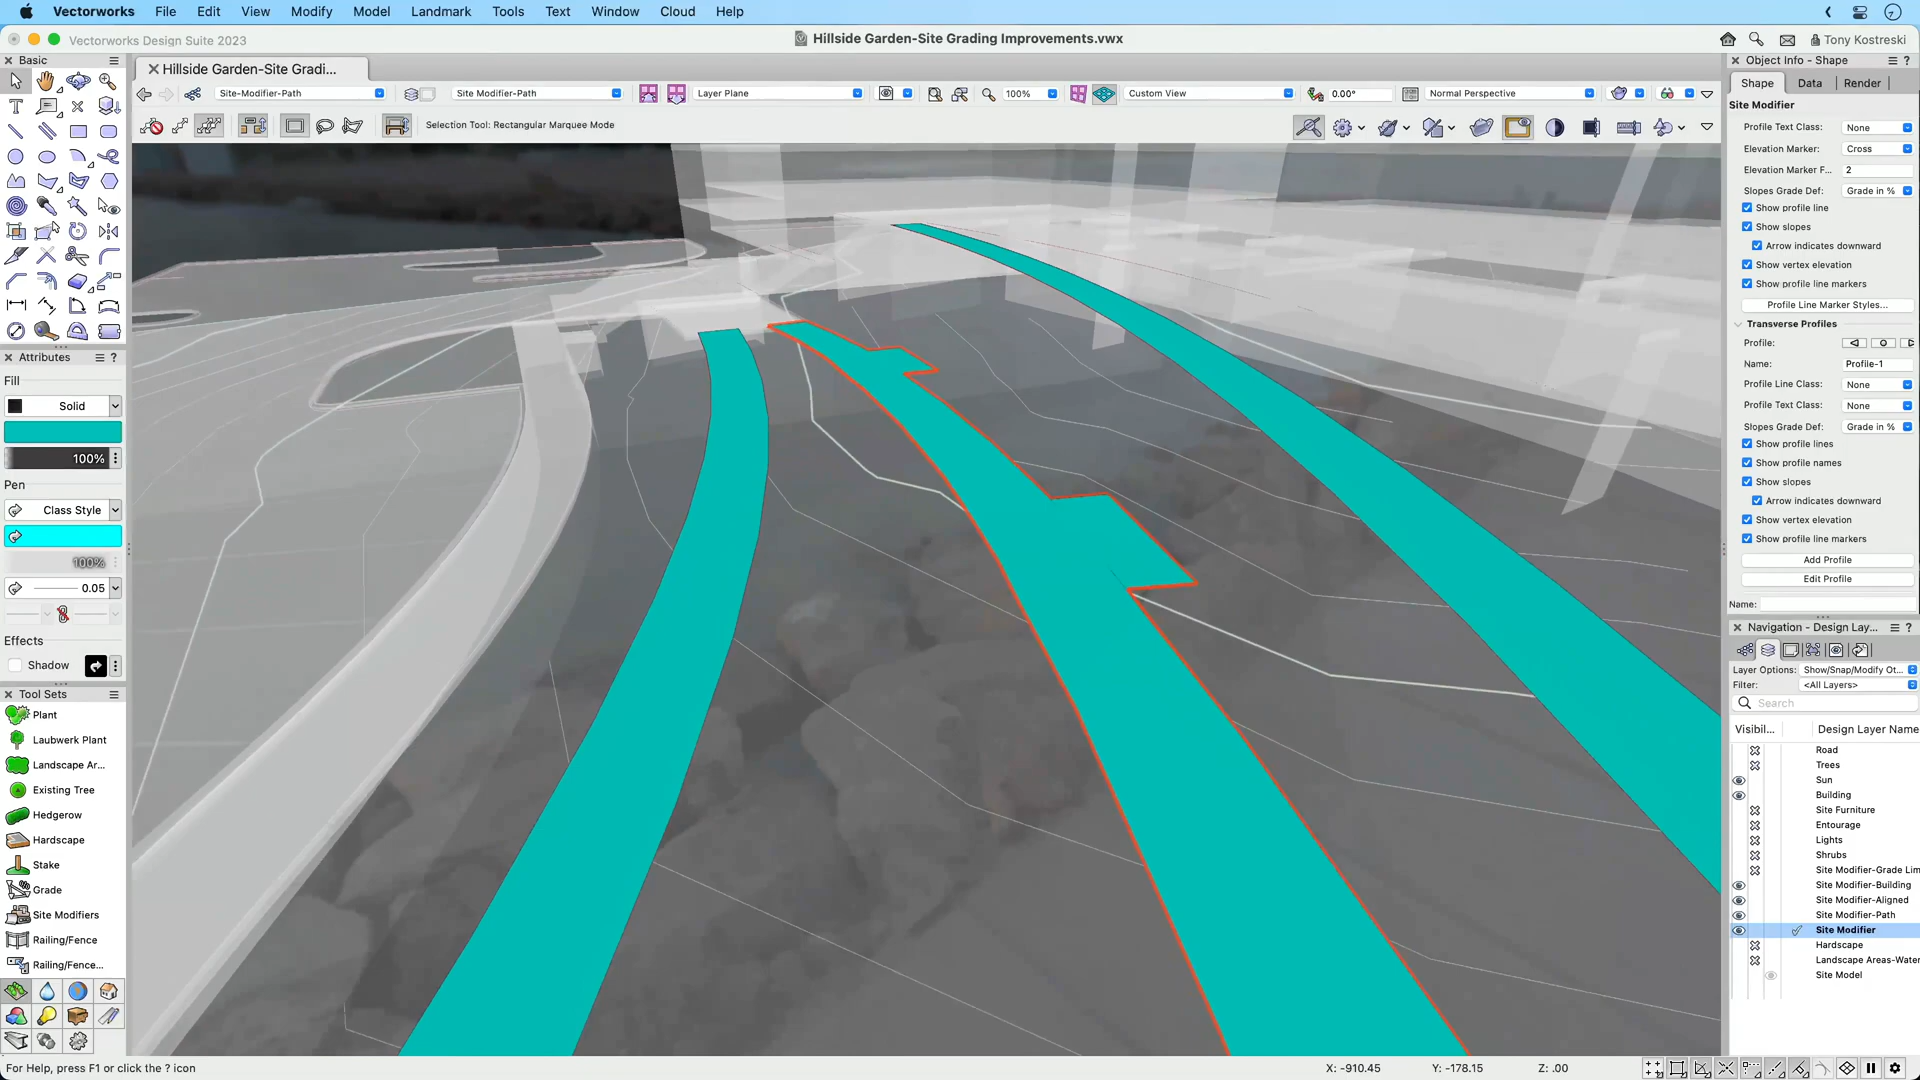 Vectorworks File Edit View Modify Model Landmark Tools Text Window Cloud Help
Vectorworks Design Suite 2023
Hillside Garden-Site Grading Improvements.vwx
Tony Kostreski
Basic
Hillside Garden-Site Gradi...
Site-Modifier-Path
Site Modifier-Path
Layer Plane
100%
Custom View
0.00°
Normal Perspective
Selection Tool: Rectangular Marquee Mode
Attributes
Fill
Solid
100%
Pen
Class Style
100%
0.05
Effects
Shadow
Tool Sets
Plant
Laubwerk Plant
Landscape Ar...
Existing Tree
Hedgerow
Hardscape
Stake
Grade
Site Modifiers
Railing/Fence
Railing/Fence...
Object Info - Shape
Shape Data Render
Site Modifier
Profile Text Class: None
Elevation Marker: Cross
Elevation Marker F... 2
Slopes Grade Def: Grade in %
Show profile line
Show slopes
Arrow indicates downward
Show vertex elevation
Show profile line markers
Profile Line Marker Styles...
Transverse Profiles
Profile:
Name: Profile-1
Profile Line Class: None
Profile Text Class: None
Slopes Grade Def: Grade in %
Show profile lines
Show profile names
Show slopes
Arrow indicates downward
Show vertex elevation
Show profile line markers
Add Profile
Edit Profile
Name:
Navigation - Design Lay...
Layer Options: Show/Snap/Modify Ot...
Filter: <All Layers>
Search
Visibil... Design Layer Name
Road
Trees
Sun
Building
Site Furniture
Entourage
Lights
Shrubs
Site Modifier-Grade Lim
Site Modifier-Building
Site Modifier-Aligned
Site Modifier-Path
Site Modifier
Hardscape
Landscape Areas-Water
Site Model
For Help, press F1 or click the ? icon
X: -910.45 Y: -178.15 Z: .00